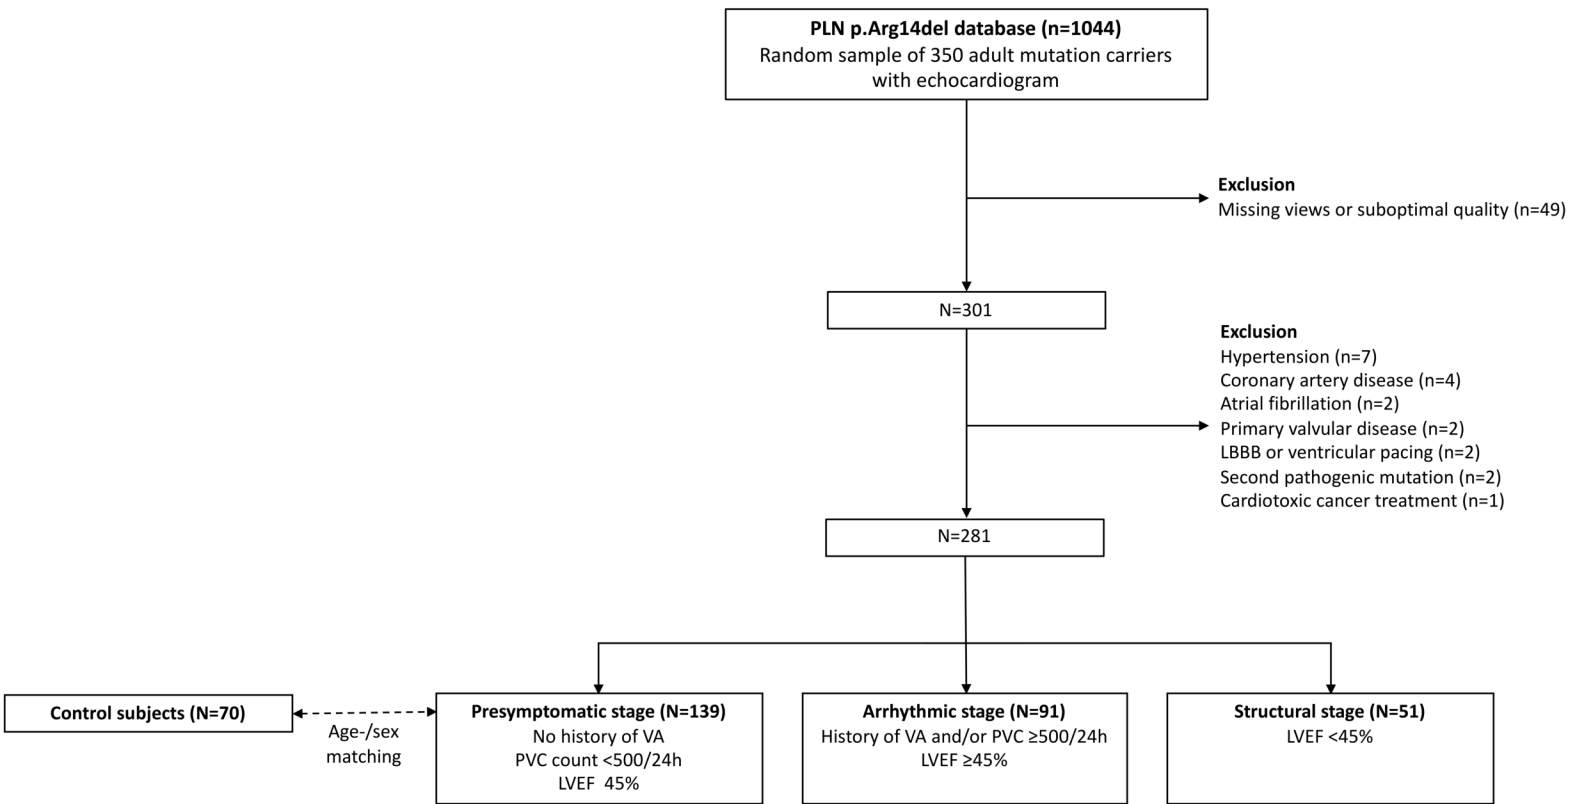 PLN p.Arg14del database (n=1044)
Random sample of 350 adult mutation carriers
with echocardiogram
Exclusion
Missing views or suboptimal quality (n=49)
N=301
Exclusion
Hypertension (n=7)
Coronary artery disease (n=4)
Atrial fibrillation (n=2)
Primary valvular disease (n=2)
LBBB or ventricular pacing (n=2)
Second pathogenic mutation (n=2)
Cardiotoxic cancer treatment (n=1)
N=281
Control subjects (N=70)
Age-/sex
matching
Presymptomatic stage (N=139)
No history of VA
PVC count <500/24h
LVEF 45%
Arrhythmic stage (N=91)
History of VA and/or PVC ≥500/24h
LVEF ≥45%
Structural stage (N=51)
LVEF <45%